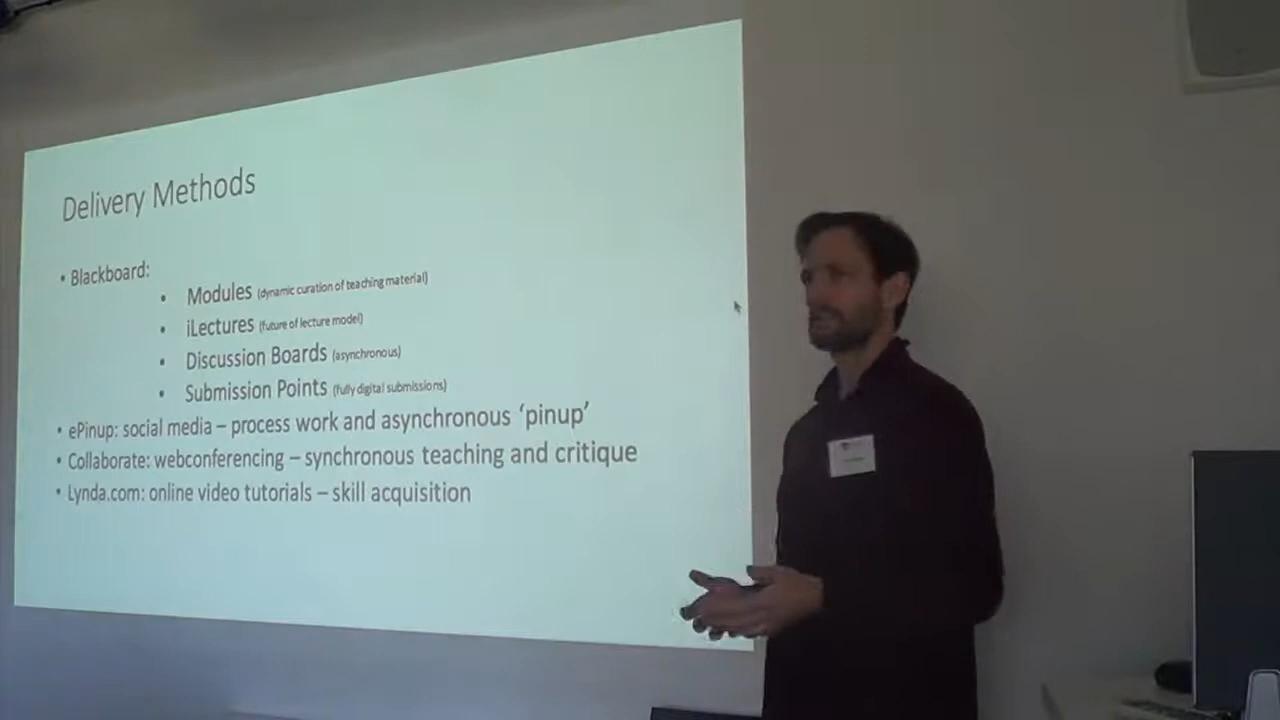 Delivery Methods
• Blackboard:
• Modules (dynamic curation of teaching material)
• iLectures (future of lecture model)
• Discussion Boards (asynchronous)
• Submission Points (fully digital submissions)
• ePinup: social media – process work and asynchronous ‘pinup’
• Collaborate: webconferencing – synchronous teaching and critique
• Lynda.com: online video tutorials – skill acquisition